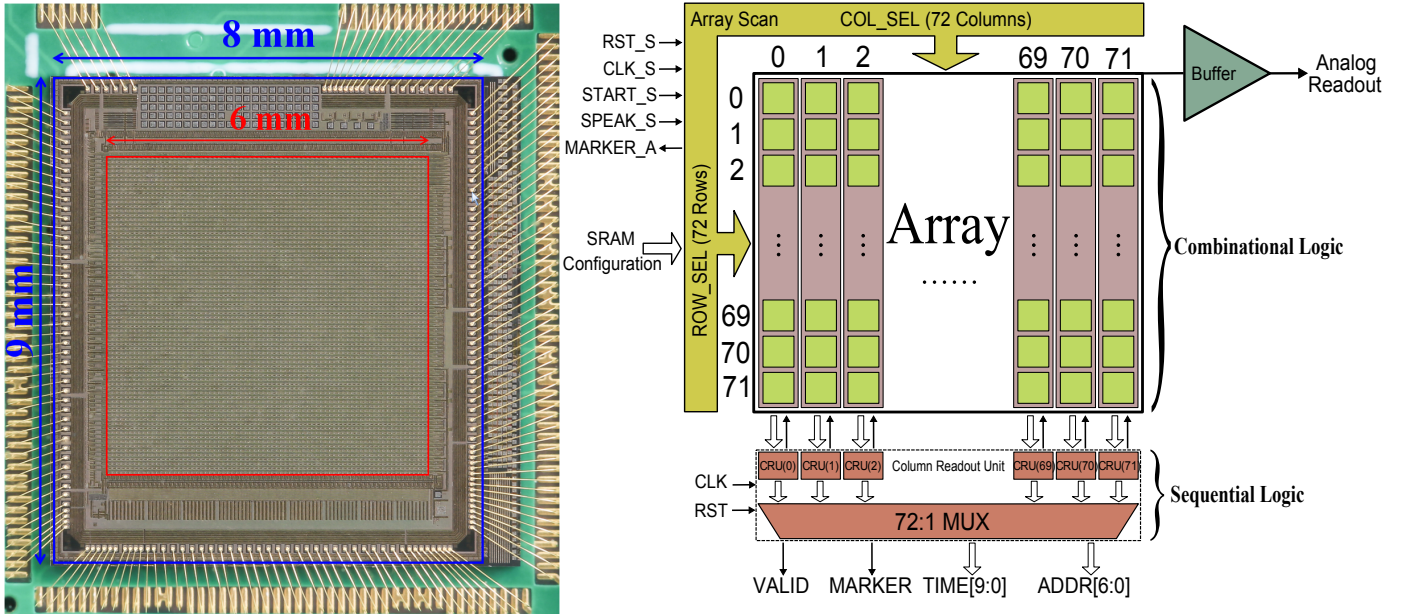 8 mm
9 mm
6 mm
Array Scan
COL_SEL (72 Columns)
RST_S
CLK_S
START_S
SPEAK_S
MARKER_A
SRAM
Configuration
ROW_SEL (72 Rows)
0 1 2 69 70 71
0
1
2
69
70
71
Array
......
Buffer
Analog
Readout
Combinational Logic
CRU(0) CRU(1) CRU(2) Column Readout Unit CRU(69) CRU(70) CRU(71)
CLK
RST
72:1 MUX
Sequential Logic
VALID MARKER TIME[9:0] ADDR[6:0]